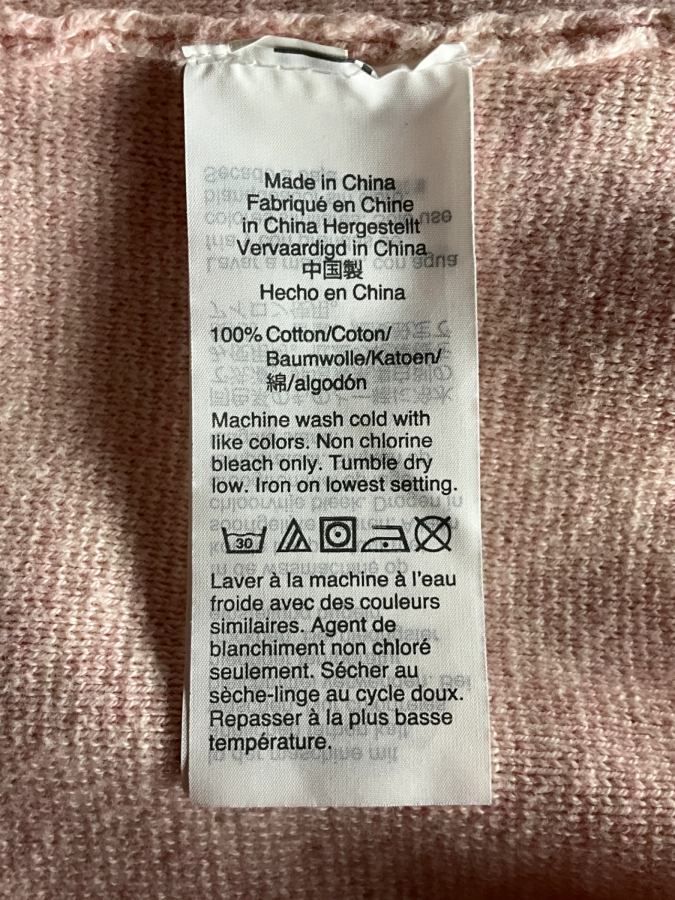 Made in China
Fabriqué en Chine
in China Hergestellt
Vervaardigd in China
中国製
Hecho en China
100% Cotton/Coton/
Baumwolle/Katoen/
綿/algodón
Machine wash cold with
like colors. Non chlorine
bleach only. Tumble dry
low. Iron on lowest setting.
30
Laver à la machine à l'eau
froide avec des couleurs
similaires. Agent de
blanchiment non chloré
seulement. Sécher au
sèche-linge au cycle doux.
Repasser à la plus basse
température.